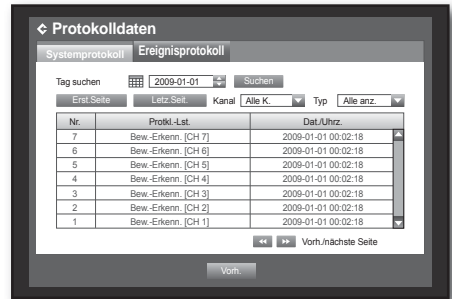 Protokolldaten
Systemprotokoll Ereignisprotokoll
Tag suchen 2009-01-01 Suchen
Erst.Seite Letz.Seit. Kanal Alle K. Typ Alle anz.
Nr. Protkl.-Lst. Dat./Uhrz.
7 Bew.-Erkenn. [CH 7] 2009-01-01 00:02:18
6 Bew.-Erkenn. [CH 6] 2009-01-01 00:02:18
5 Bew.-Erkenn. [CH 5] 2009-01-01 00:02:18
4 Bew.-Erkenn. [CH 4] 2009-01-01 00:02:18
3 Bew.-Erkenn. [CH 3] 2009-01-01 00:02:18
2 Bew.-Erkenn. [CH 2] 2009-01-01 00:02:18
1 Bew.-Erkenn. [CH 1] 2009-01-01 00:02:18
Vorh./nächste Seite
Vorh.